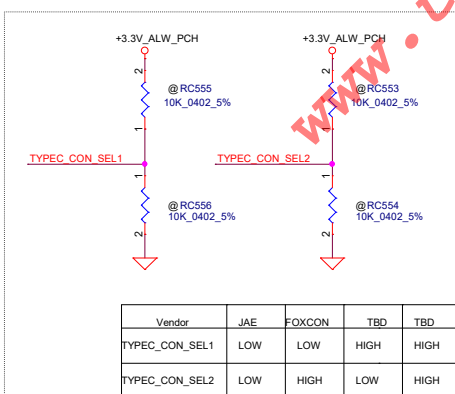 +3.3V_ALW_PCH +3.3V_ALW_PCH
2 2
@RC555 @RC553
10K_0402_5% 10K_0402_5%
1 1
TYPEC_CON_SEL1 TYPEC_CON_SEL2
1 1
@RC556 @RC554
10K_0402_5% 10K_0402_5%
2 2
Vendor JAE FOXCON TBD TBD
TYPEC_CON_SEL1 LOW LOW HIGH HIGH
TYPEC_CON_SEL2 LOW HIGH LOW HIGH
www.t